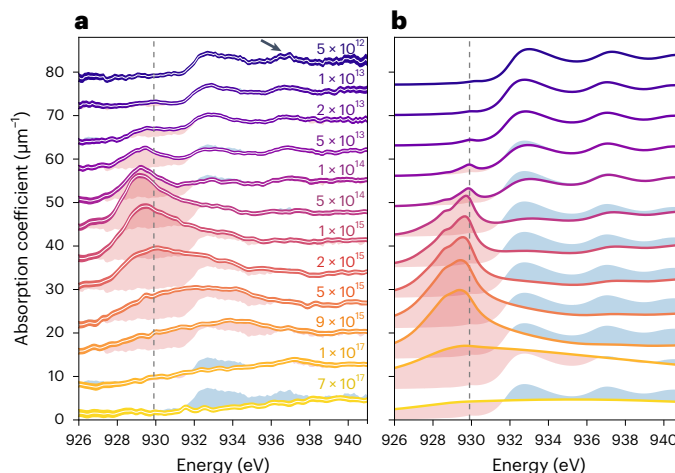 a
b
Absorption coefficient (μm⁻¹)
80
70
60
50
40
30
20
10
0
5 × 10¹²
1 × 10¹³
2 × 10¹³
5 × 10¹³
1 × 10¹⁴
5 × 10¹⁴
1 × 10¹⁵
2 × 10¹⁵
5 × 10¹⁵
9 × 10¹⁵
1 × 10¹⁷
7 × 10¹⁷
926 928 930 932 934 936 938 940
926 928 930 932 934 936 938 940
Energy (eV)
Energy (eV)